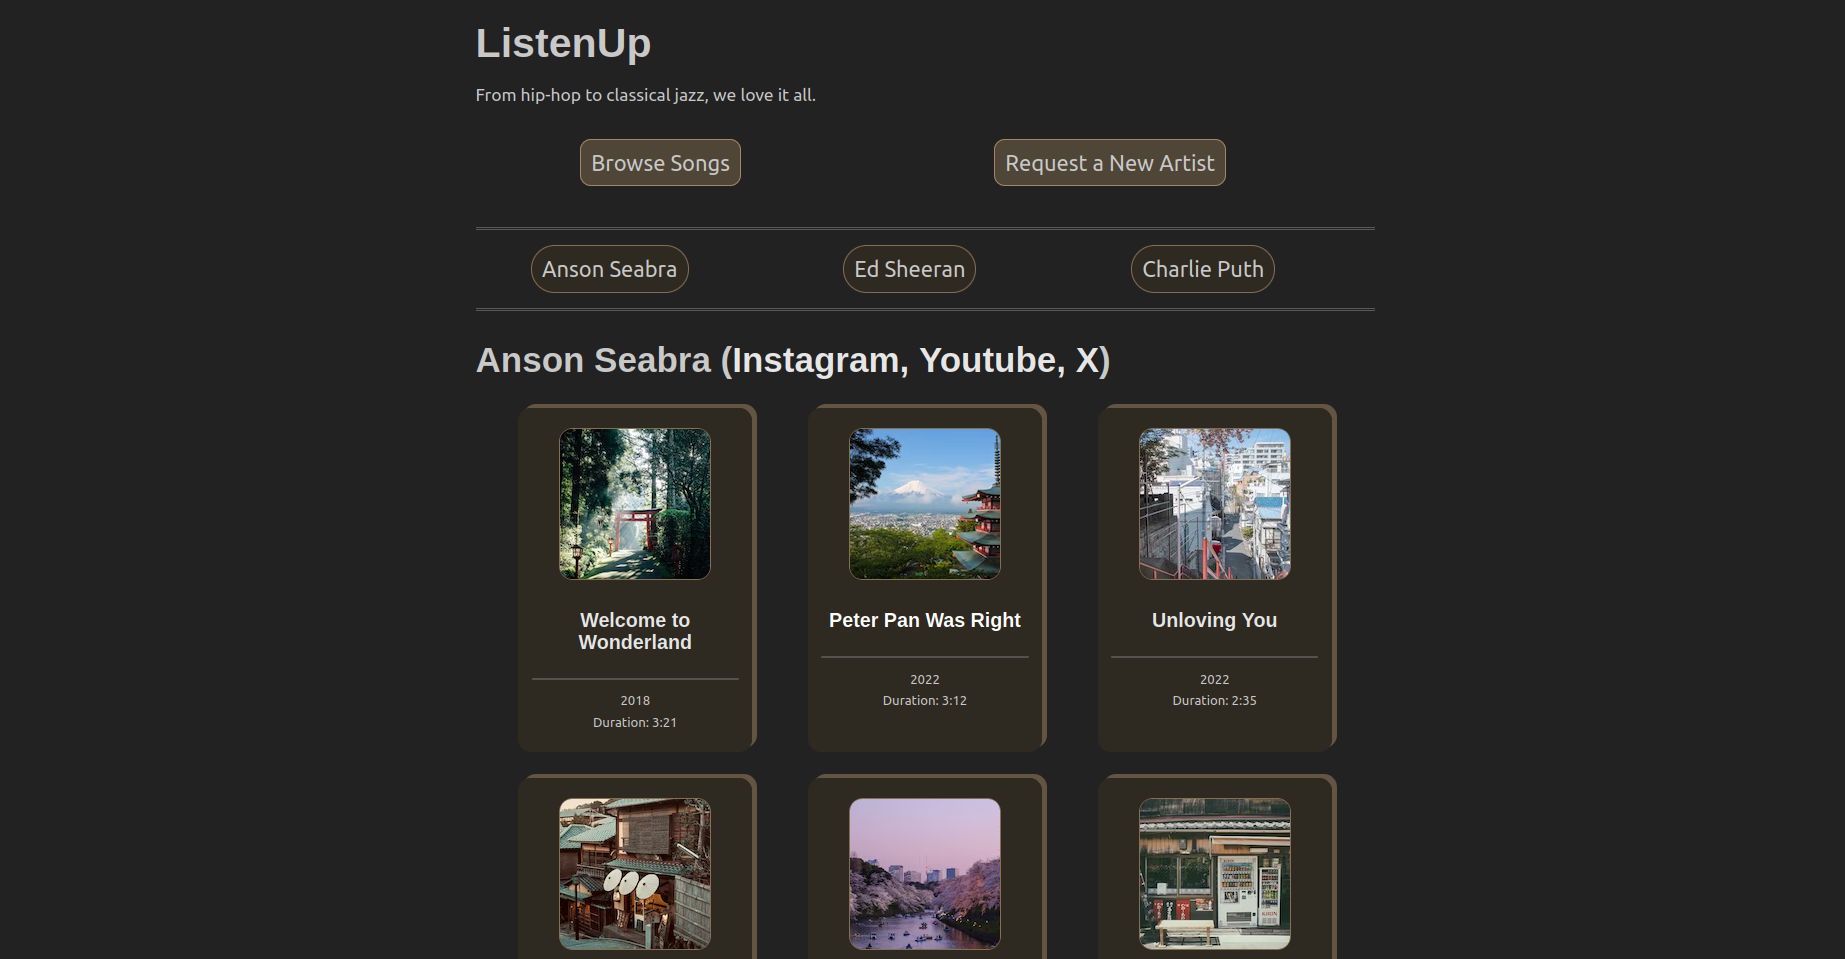 ListenUp
From hip-hop to classical jazz, we love it all.
Browse Songs
Request a New Artist
Anson Seabra
Ed Sheeran
Charlie Puth
Anson Seabra (Instagram, Youtube, X)
Welcome to
Wonderland
2018
Duration: 3:21
Peter Pan Was Right
2022
Duration: 3:12
Unloving You
2022
Duration: 2:35
KIRIN